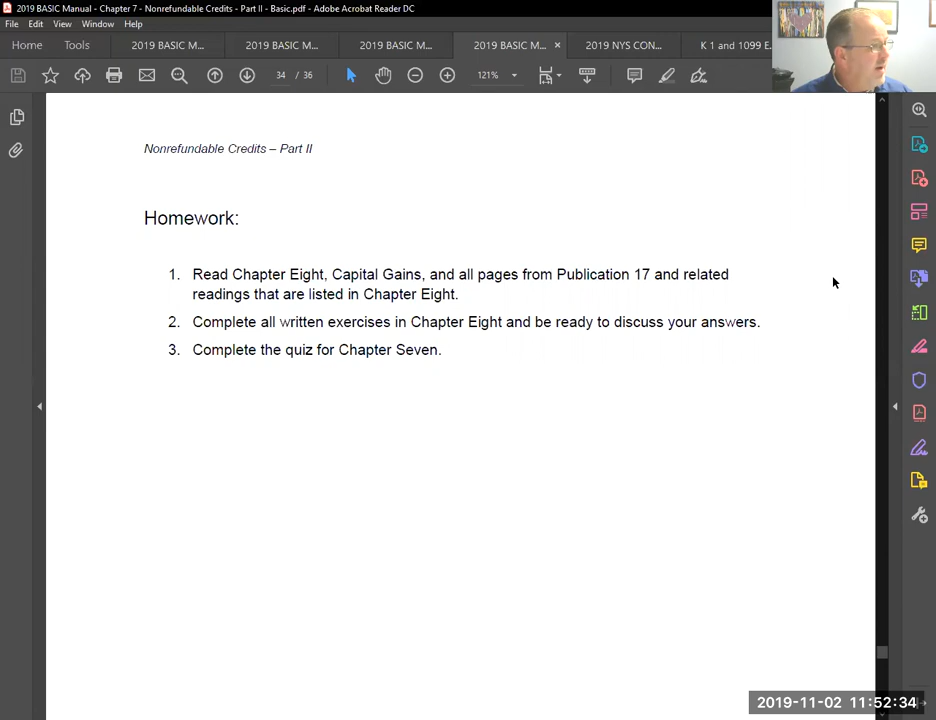 2019 BASIC Manual - Chapter 7 - Nonrefundable Credits - Part II - Basic.pdf - Adobe Acrobat Reader DC
File Edit View Window Help
Home Tools 2019 BASIC M... 2019 BASIC M... 2019 BASIC M... 2019 BASIC M... × 2019 NYS CON... K 1 and 1099 E.
34 / 36 121%
Nonrefundable Credits – Part II
Homework:
1. Read Chapter Eight, Capital Gains, and all pages from Publication 17 and related
readings that are listed in Chapter Eight.
2. Complete all written exercises in Chapter Eight and be ready to discuss your answers.
3. Complete the quiz for Chapter Seven.
2019-11-02 11:52:34